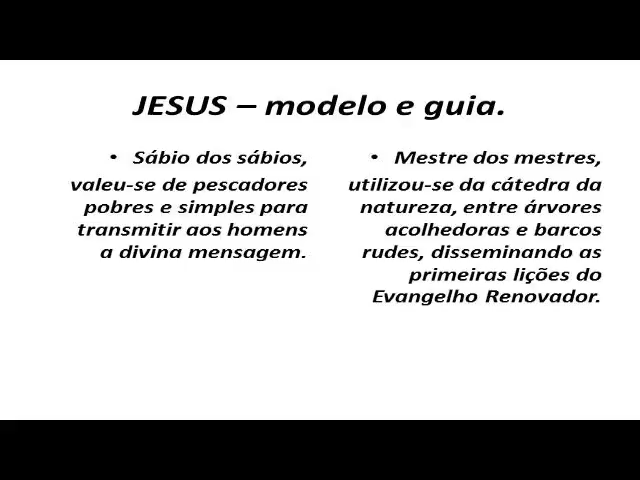 JESUS – modelo e guia.
• Sábio dos sábios,
valeu-se de pescadores
pobres e simples para
transmitir aos homens
a divina mensagem.
• Mestre dos mestres,
utilizou-se da cátedra da
natureza, entre árvores
acolhedoras e barcos
rudes, disseminando as
primeiras lições do
Evangelho Renovador.